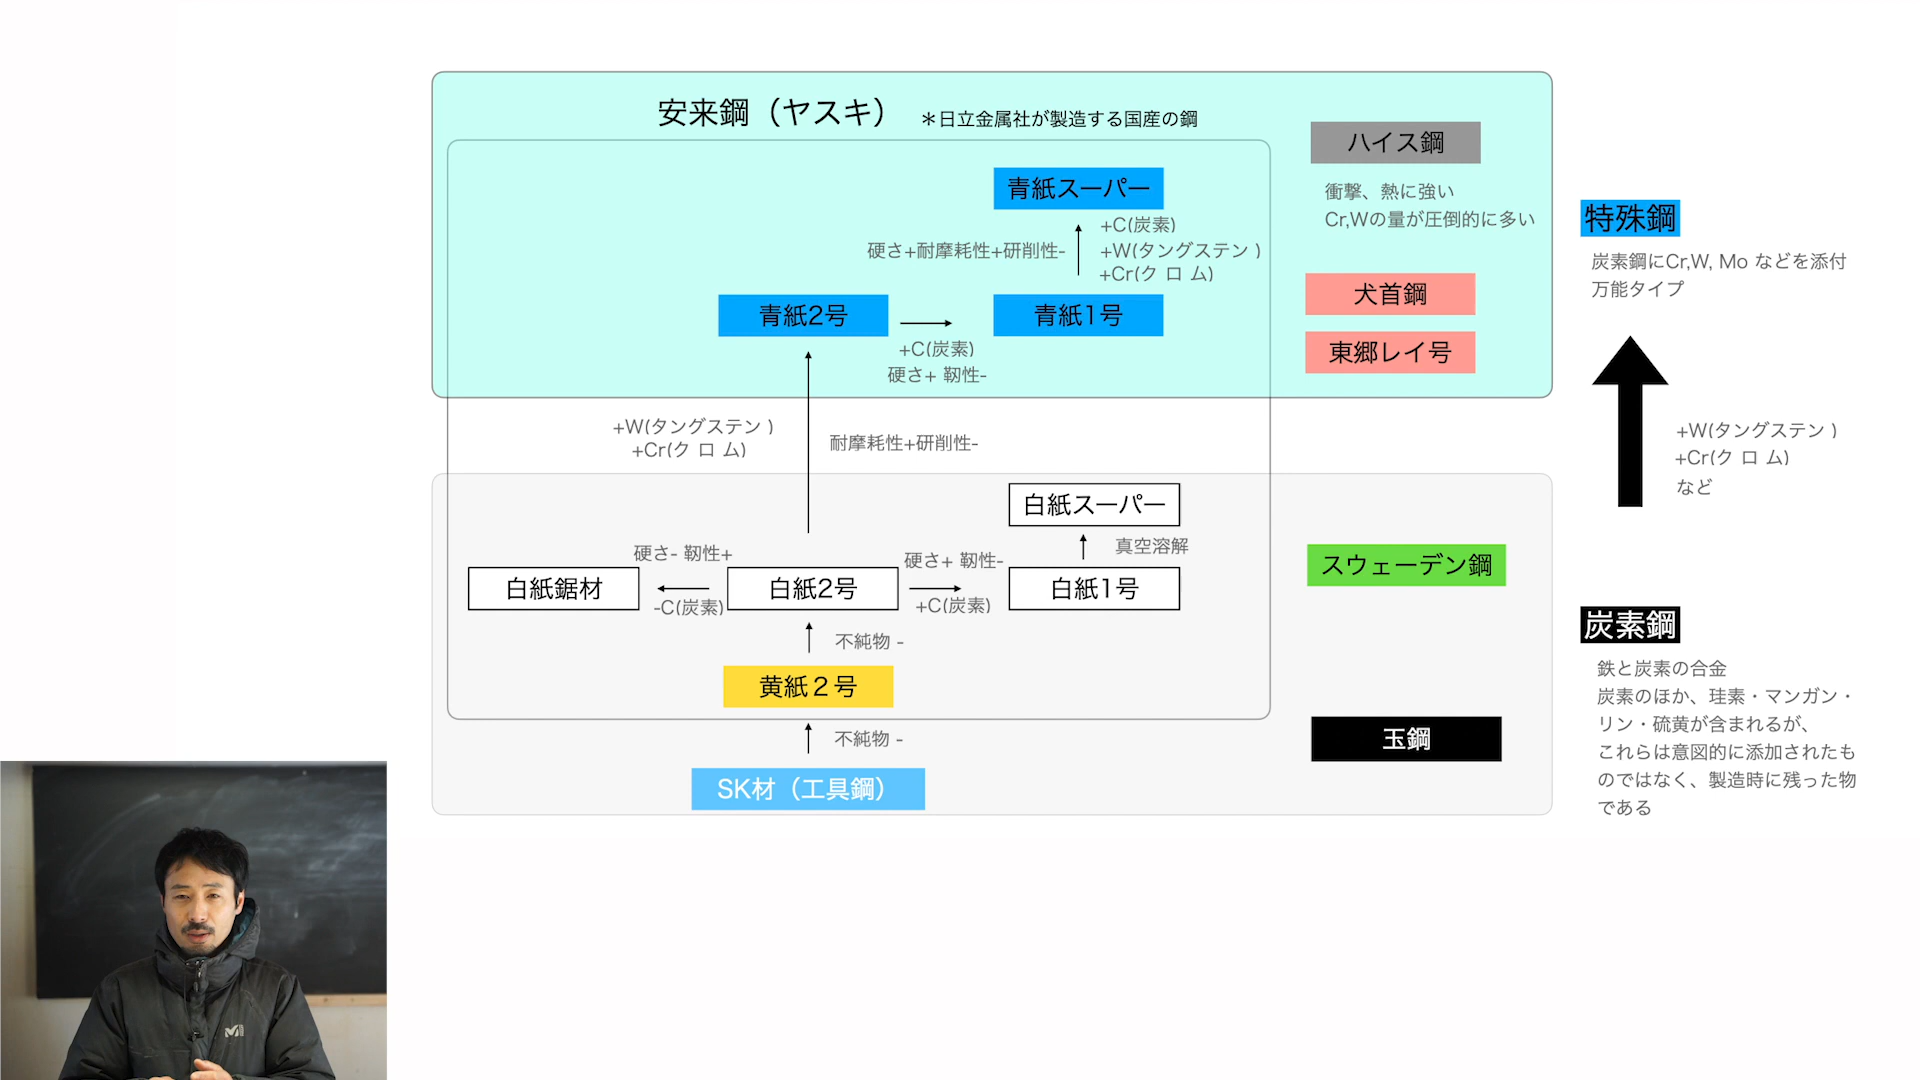 安来鋼（ヤスキ） ＊日立金属社が製造する国産の鋼
ハイス鋼
衝撃、熱に強い
Cr,Wの量が圧倒的に多い
青紙スーパー
+C(炭素)
硬さ+耐摩耗性+研削性- +W(タングステン )
+Cr(ク ロ ム)
青紙2号
青紙1号
+C(炭素)
硬さ+ 靭性-
犬首鋼
東郷レイ号
特殊鋼
炭素鋼にCr,W, Mo などを添付
万能タイプ
+W(タングステン )
+Cr(ク ロ ム)
耐摩耗性+研削性-
+W(タングステン )
+Cr(ク ロ ム)
など
白紙スーパー
真空溶解
硬さ- 靭性+
硬さ+ 靭性-
白紙鋸材
白紙2号
白紙1号
-C(炭素)
+C(炭素)
不純物 -
黄紙２号
不純物 -
SK材（工具鋼）
スウェーデン鋼
玉鋼
炭素鋼
鉄と炭素の合金
炭素のほか、珪素・マンガン・
リン・硫黄が含まれるが、
これらは意図的に添加されたも
のではなく、製造時に残った物
である
M